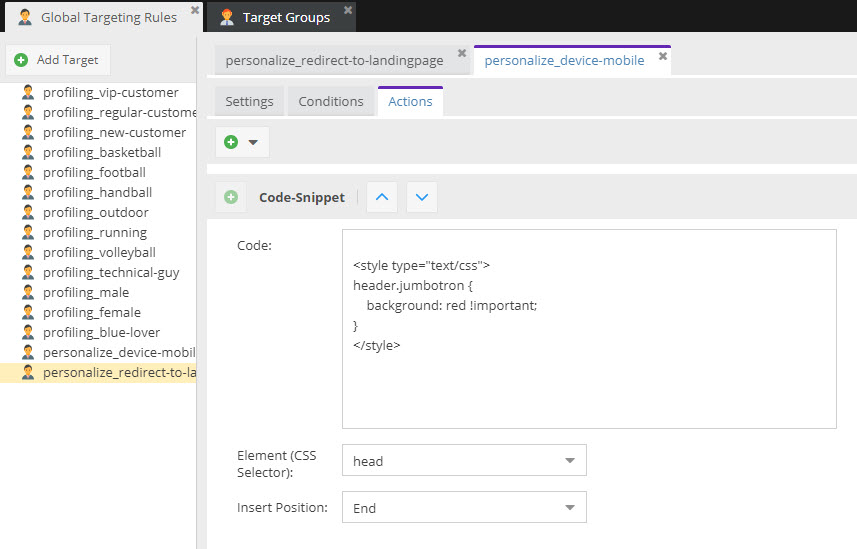 Global Targeting Rules
Target Groups
Add Target
profiling_vip-customer
profiling_regular-custome
profiling_new-customer
profiling_basketball
profiling_football
profiling_handball
profiling_outdoor
profiling_running
profiling_volleyball
profiling_technical-guy
profiling_male
profiling_female
profiling_blue-lover
personalize_device-mobil
personalize_redirect-to-la
personalize_redirect-to-landingpage
personalize_device-mobile
Settings
Conditions
Actions
Code-Snippet
Code:
<style type="text/css">
header.jumbotron {
background: red !important;
}
</style>
Element (CSS
Selector):
head
Insert Position:
End